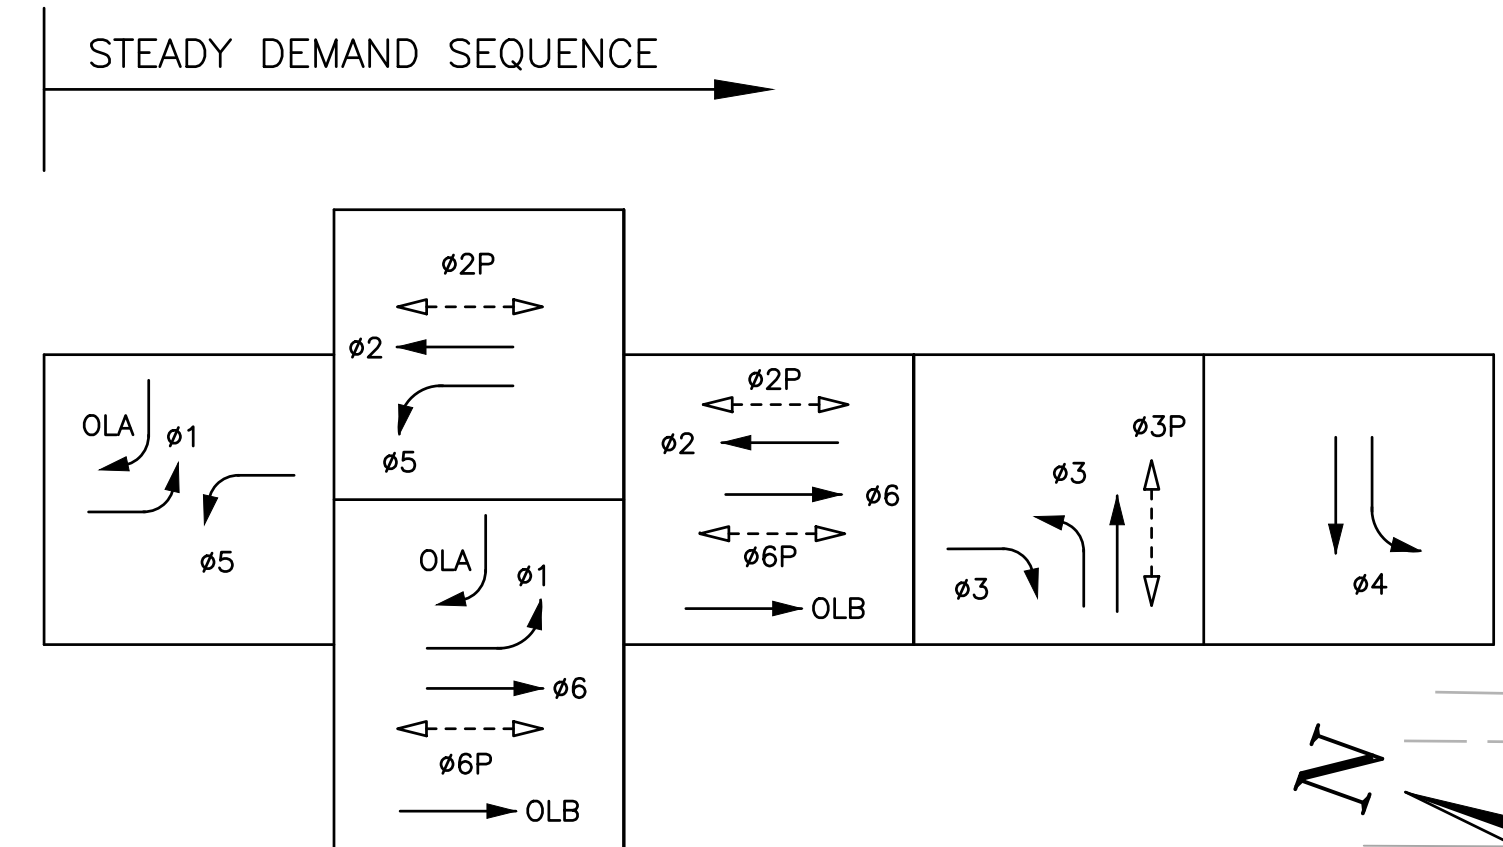 STEADY DEMAND SEQUENCE
OLA
ø1
ø5
ø2P
ø2
ø5
OLA
ø1
ø6
ø6P
OLB
ø2P
ø2
ø6
ø6P
OLB
ø3P
ø3
ø3
ø4
N